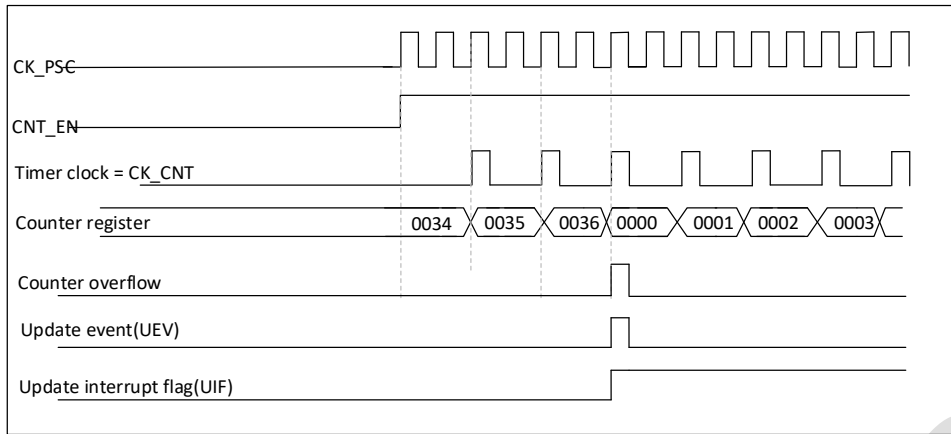 CK_PSC
CNT_EN
Timer clock = CK_CNT
Counter register 0034 0035 0036 0000 0001 0002 0003
Counter overflow
Update event(UEV)
Update interrupt flag(UIF)